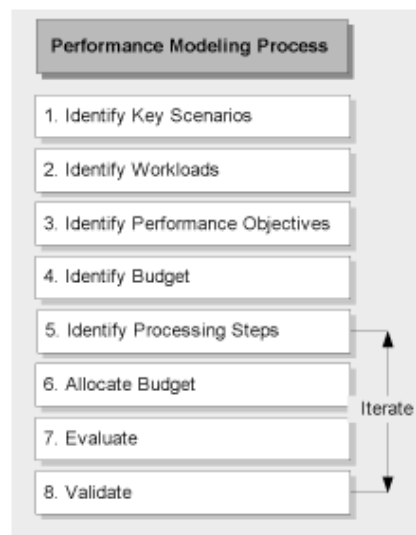 Performance Modeling Process
1. Identify Key Scenarios
2. Identify Workloads
3. Identify Performance Objectives
4. Identify Budget
5. Identify Processing Steps
6. Allocate Budget
Iterate
7. Evaluate
8. Validate